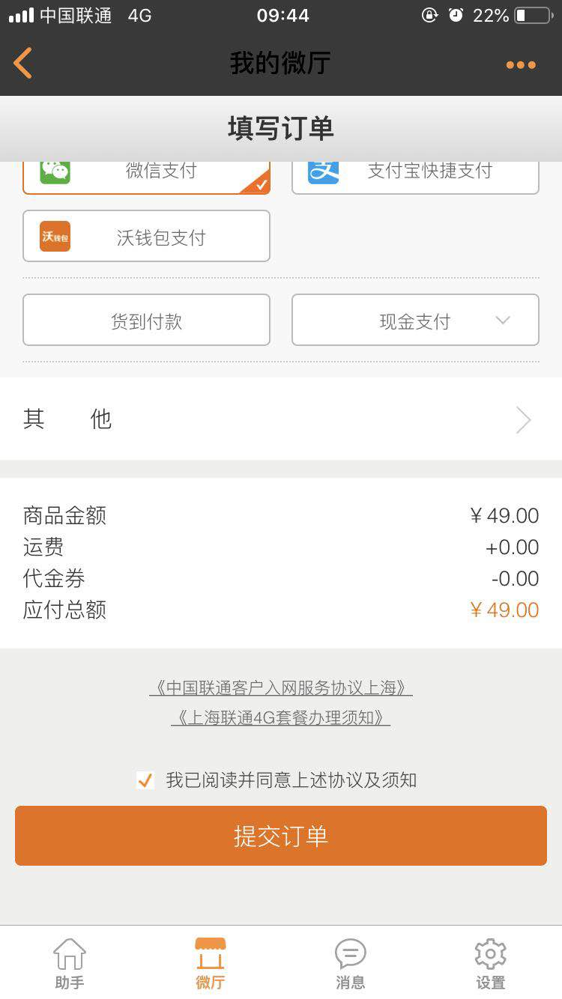 中国联通 4G 09:44 22%
我的微厅
填写订单
微信支付 支付宝快捷支付
沃钱包 沃钱包支付
货到付款 现金支付
其 他
商品金额 ¥49.00
运费 +0.00
代金券 -0.00
应付总额 ¥49.00
《中国联通客户入网服务协议上海》
《上海联通4G套餐办理须知》
我已阅读并同意上述协议及须知
提交订单
助手 微厅 消息 设置